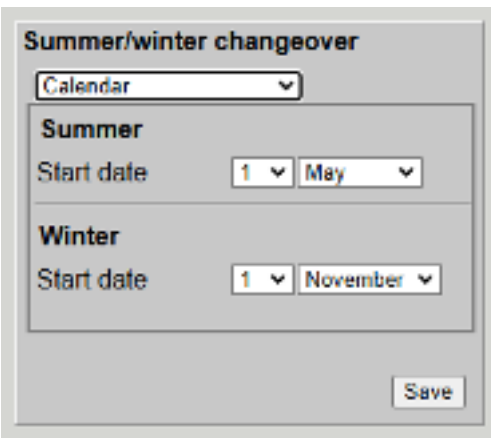 Summer/winter changeover
Calendar
Summer
Start date 1 May
Winter
Start date 1 November
Save